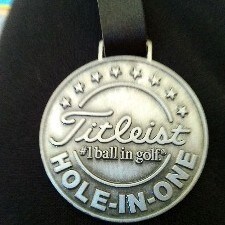 Titleist
#1 ball in golf.®
HOLE-IN-ONE